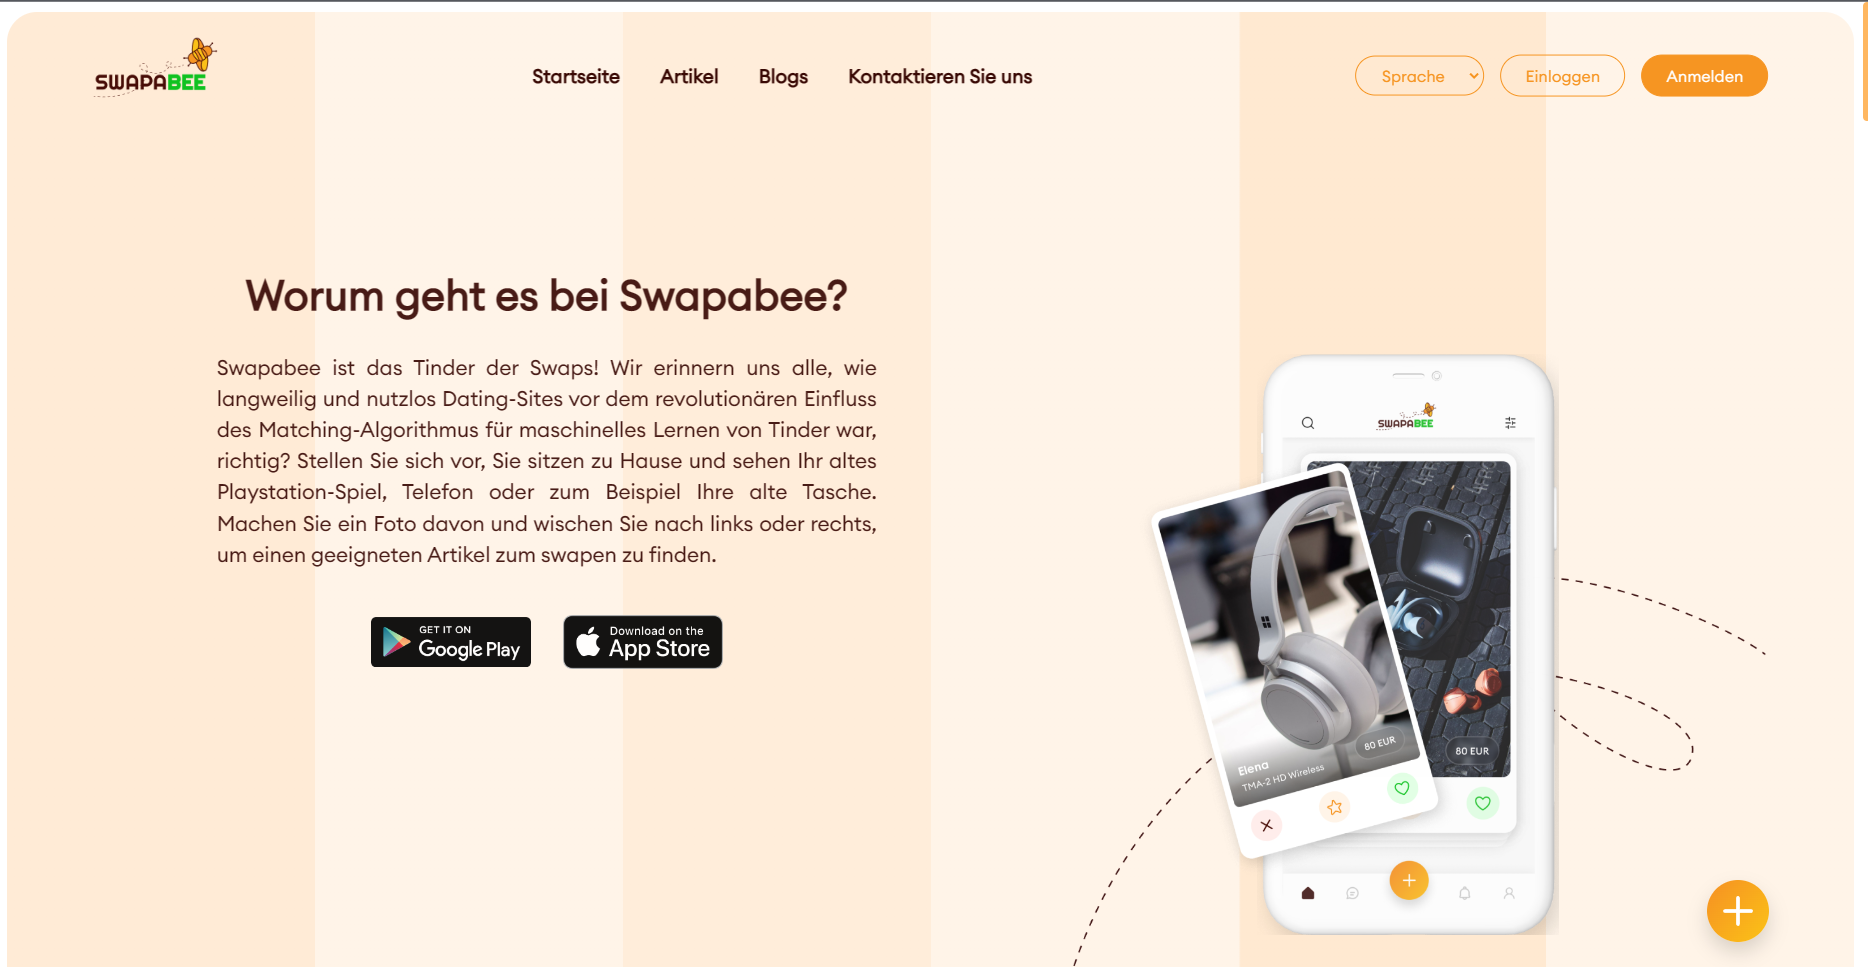 SWAPABEE
Startseite
Artikel
Blogs
Kontaktieren Sie uns
Sprache
Einloggen
Anmelden
Worum geht es bei Swapabee?
Swapabee ist das Tinder der Swaps! Wir erinnern uns alle, wie
langweilig und nutzlos Dating-Sites vor dem revolutionären Einfluss
des Matching-Algorithmus für maschinelles Lernen von Tinder war,
richtig? Stellen Sie sich vor, Sie sitzen zu Hause und sehen Ihr altes
Playstation-Spiel, Telefon oder zum Beispiel Ihre alte Tasche.
Machen Sie ein Foto davon und wischen Sie nach links oder rechts,
um einen geeigneten Artikel zum swapen zu finden.
GET IT ON
Google Play
Download on the
App Store
SWAPABEE
80 EUR
Elena
TMA-2 HD Wireless
80 EUR